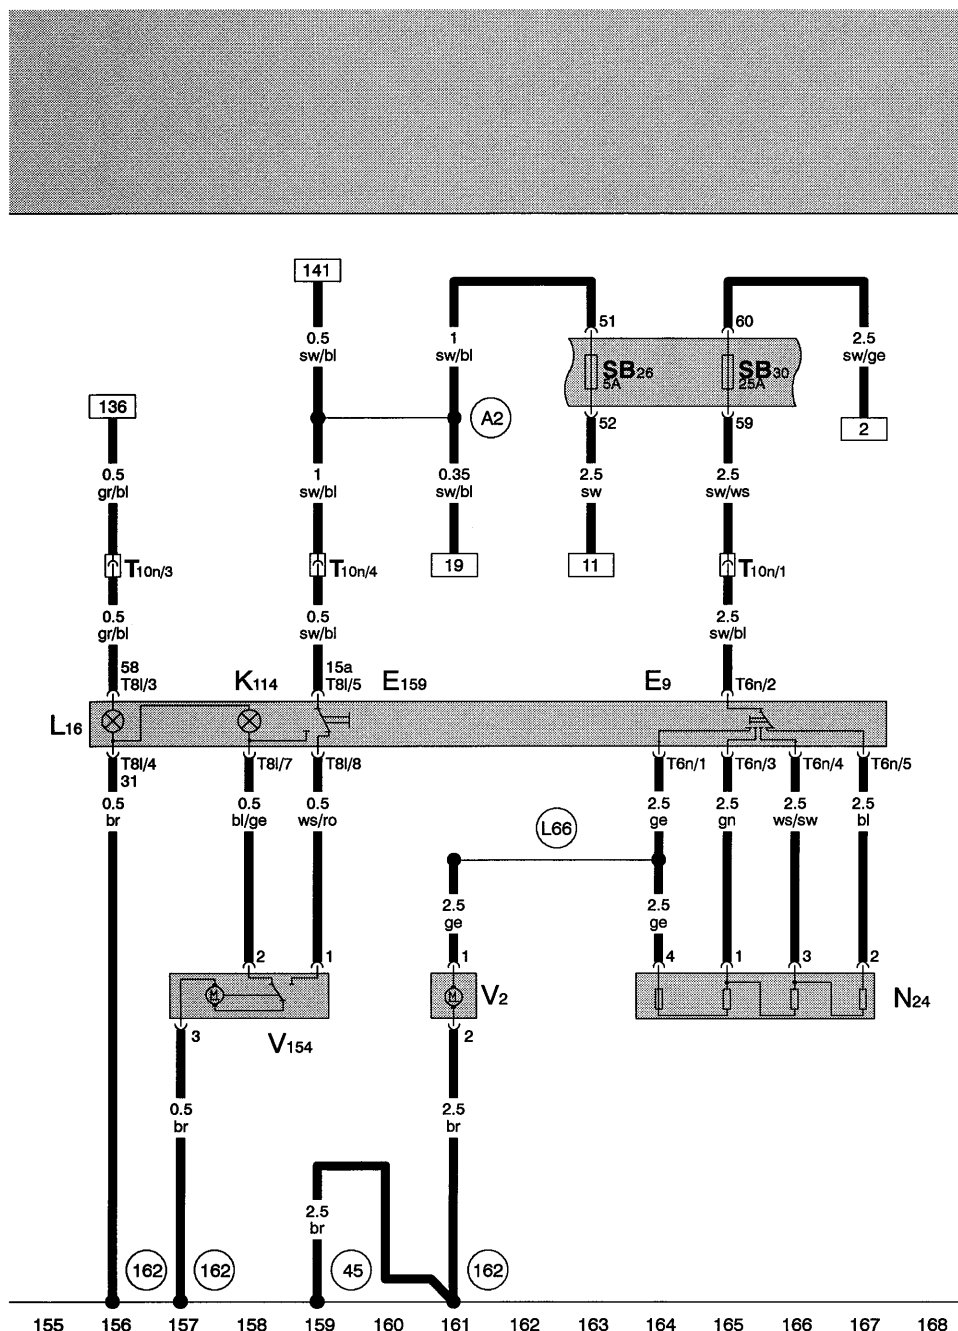 141
51
60
0.5
sw/bl
1
sw/bl
2.5
sw/ge
SB26
5A
SB30
25A
136
A2
52
59
2
0.5
gr/bl
1
sw/bl
0.35
sw/bl
2.5
sw
2.5
sw/ws
T10n/3
T10n/4
19
11
T10n/1
0.5
gr/bl
0.5
sw/bl
2.5
sw/bl
58
T8l/3
K114
15a
T8l/5
E159
E9
T6n/2
L16
T8l/4
31
T8l/7
T8l/8
T6n/1
T6n/3
T6n/4
T6n/5
0.5
br
0.5
bl/ge
0.5
ws/ro
2.5
ge
2.5
gn
2.5
ws/sw
2.5
bl
L66
2.5
ge
2.5
ge
2
1
1
4
1
3
2
M
M
V2
N24
3
V154
2
0.5
br
2.5
br
2.5
br
162
162
45
162
155 156 157 158 159 160 161 162 163 164 165 166 167 168